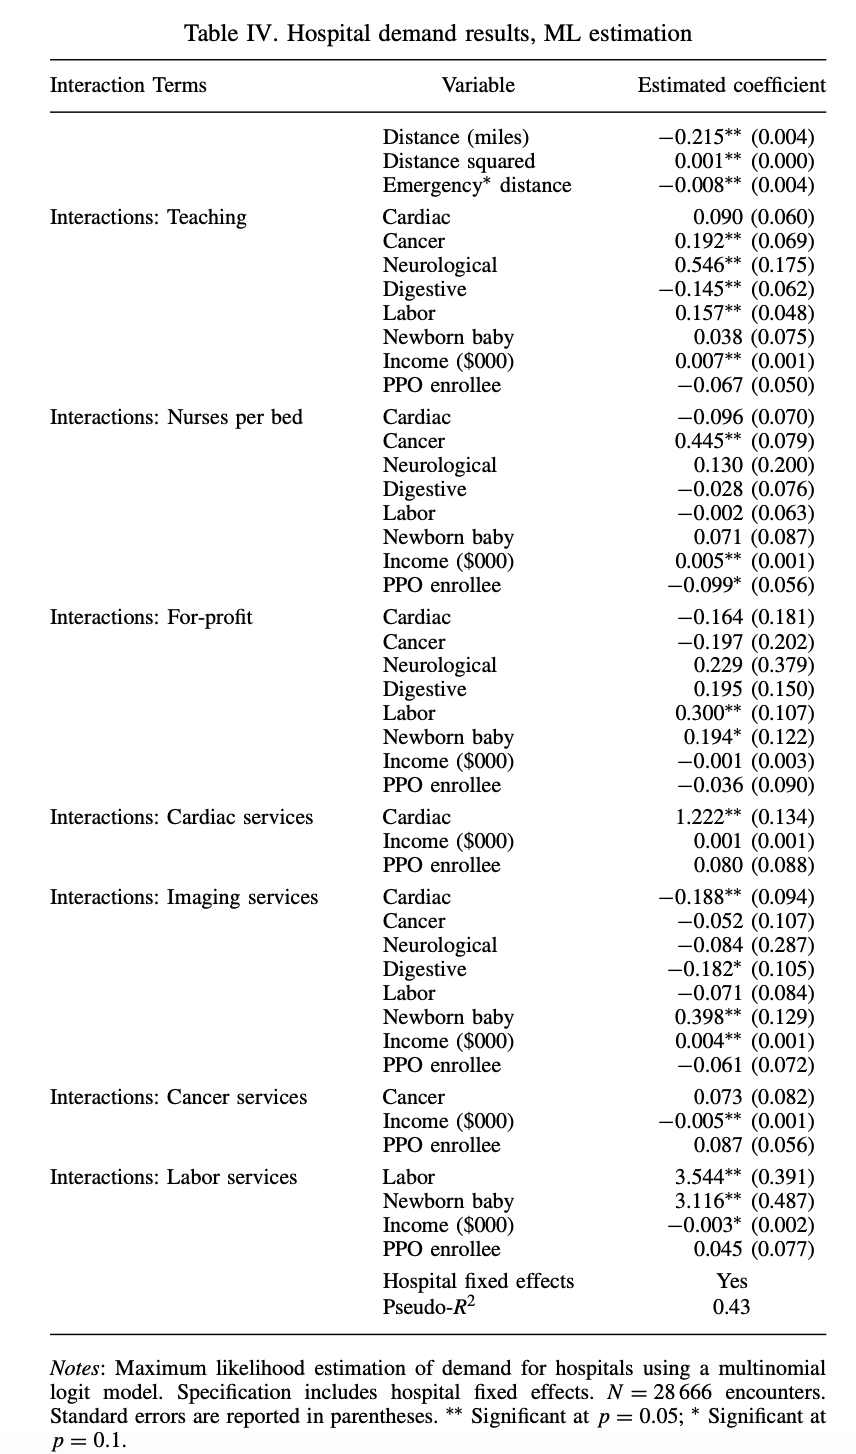 Table IV. Hospital demand results, ML estimation
Interaction Terms Variable Estimated coefficient
Distance (miles) −0.215** (0.004)
Distance squared 0.001** (0.000)
Emergency* distance −0.008** (0.004)
Interactions: Teaching Cardiac 0.090 (0.060)
Cancer 0.192** (0.069)
Neurological 0.546** (0.175)
Digestive −0.145** (0.062)
Labor 0.157** (0.048)
Newborn baby 0.038 (0.075)
Income ($000) 0.007** (0.001)
PPO enrollee −0.067 (0.050)
Interactions: Nurses per bed Cardiac −0.096 (0.070)
Cancer 0.445** (0.079)
Neurological 0.130 (0.200)
Digestive −0.028 (0.076)
Labor −0.002 (0.063)
Newborn baby 0.071 (0.087)
Income ($000) 0.005** (0.001)
PPO enrollee −0.099* (0.056)
Interactions: For-profit Cardiac −0.164 (0.181)
Cancer −0.197 (0.202)
Neurological 0.229 (0.379)
Digestive 0.195 (0.150)
Labor 0.300** (0.107)
Newborn baby 0.194* (0.122)
Income ($000) −0.001 (0.003)
PPO enrollee −0.036 (0.090)
Interactions: Cardiac services Cardiac 1.222** (0.134)
Income ($000) 0.001 (0.001)
PPO enrollee 0.080 (0.088)
Interactions: Imaging services Cardiac −0.188** (0.094)
Cancer −0.052 (0.107)
Neurological −0.084 (0.287)
Digestive −0.182* (0.105)
Labor −0.071 (0.084)
Newborn baby 0.398** (0.129)
Income ($000) 0.004** (0.001)
PPO enrollee −0.061 (0.072)
Interactions: Cancer services Cancer 0.073 (0.082)
Income ($000) −0.005** (0.001)
PPO enrollee 0.087 (0.056)
Interactions: Labor services Labor 3.544** (0.391)
Newborn baby 3.116** (0.487)
Income ($000) −0.003* (0.002)
PPO enrollee 0.045 (0.077)
Hospital fixed effects Yes
Pseudo-R² 0.43
Notes: Maximum likelihood estimation of demand for hospitals using a multinomial
logit model. Specification includes hospital fixed effects. N = 28 666 encounters.
Standard errors are reported in parentheses. ** Significant at p = 0.05; * Significant at
p = 0.1.